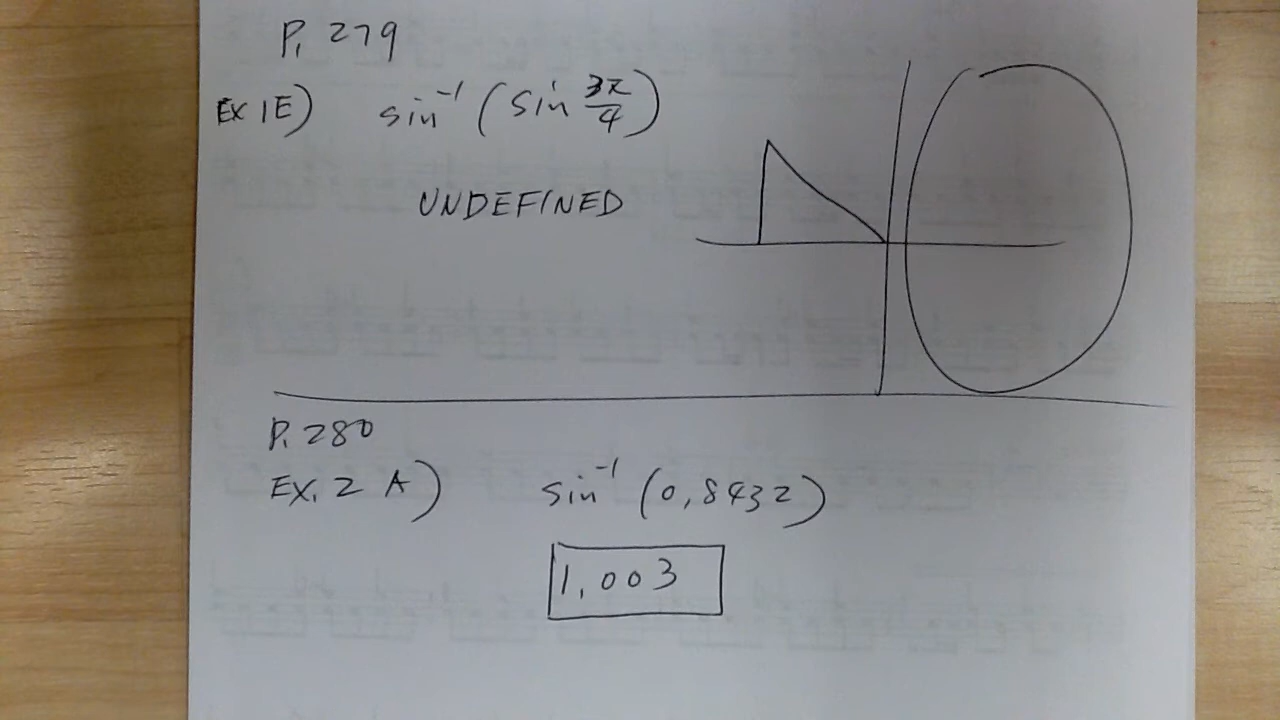 P. 279
EX 1E) sin⁻¹ (sin 3π/4)
UNDEFINED
P. 280
EX. 2 A) sin⁻¹ (0.8432)
1.003